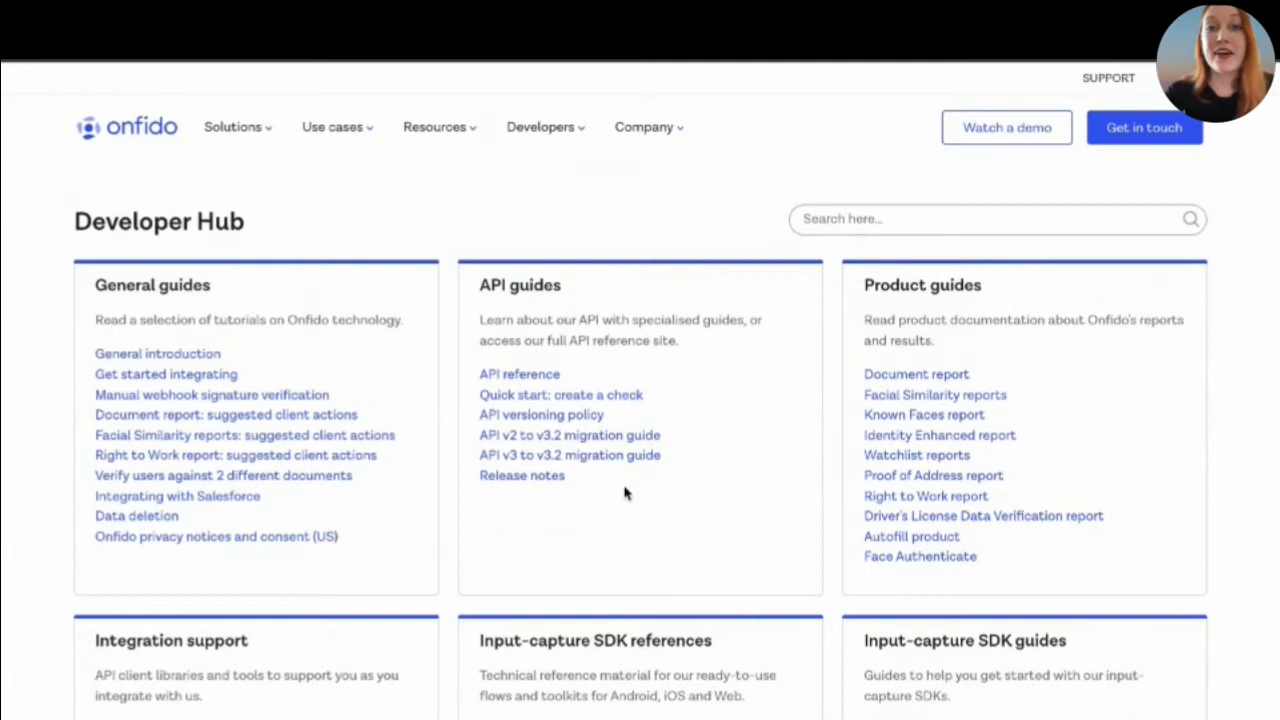 SUPPORT
onfido
Solutions
Use cases
Resources
Developers
Company
Watch a demo
Get in touch
Developer Hub
Search here...
General guides
Read a selection of tutorials on Onfido technology.
General introduction
Get started integrating
Manual webhook signature verification
Document report: suggested client actions
Facial Similarity reports: suggested client actions
Right to Work report: suggested client actions
Verify users against 2 different documents
Integrating with Salesforce
Data deletion
Onfido privacy notices and consent (US)
API guides
Learn about our API with specialised guides, or
access our full API reference site.
API reference
Quick start: create a check
API versioning policy
API v2 to v3.2 migration guide
API v3 to v3.2 migration guide
Release notes
Product guides
Read product documentation about Onfido's reports
and results.
Document report
Facial Similarity reports
Known Faces report
Identity Enhanced report
Watchlist reports
Proof of Address report
Right to Work report
Driver's License Data Verification report
Autofill product
Face Authenticate
Integration support
API client libraries and tools to support you as you
integrate with us.
Input-capture SDK references
Technical reference material for our ready-to-use
flows and toolkits for Android, iOS and Web.
Input-capture SDK guides
Guides to help you get started with our input-
capture SDKs.